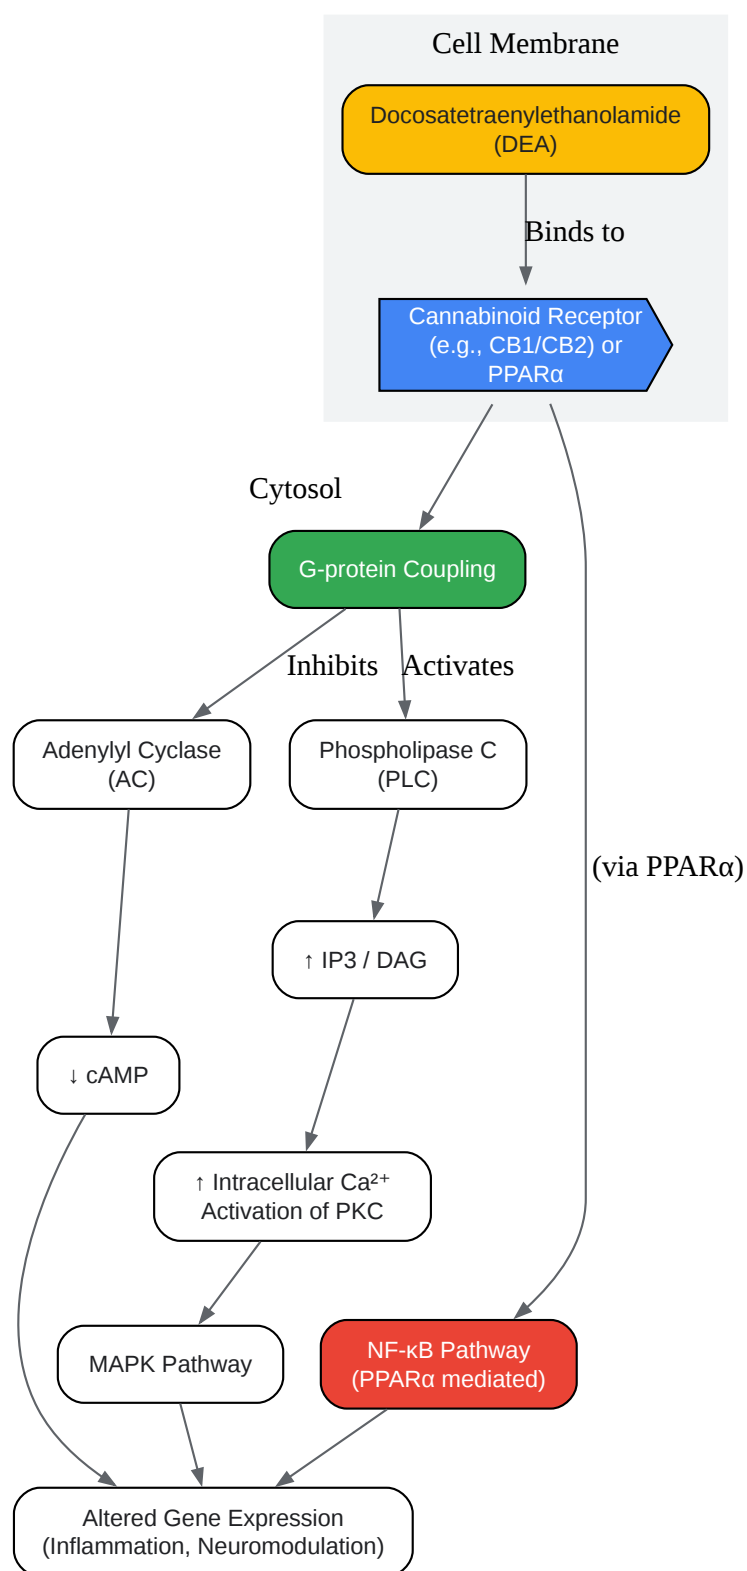 Cell Membrane
Docosatetraenylethanolamide
(DEA)
Binds to
Cannabinoid Receptor
(e.g., CB1/CB2) or
PPARα
Cytosol
G-protein Coupling
Inhibits
Activates
Adenylyl Cyclase
(AC)
Phospholipase C
(PLC)
(via PPARα)
↑ IP3 / DAG
↓ cAMP
↑ Intracellular Ca²⁺
Activation of PKC
MAPK Pathway
NF-κB Pathway
(PPARα mediated)
Altered Gene Expression
(Inflammation, Neuromodulation)